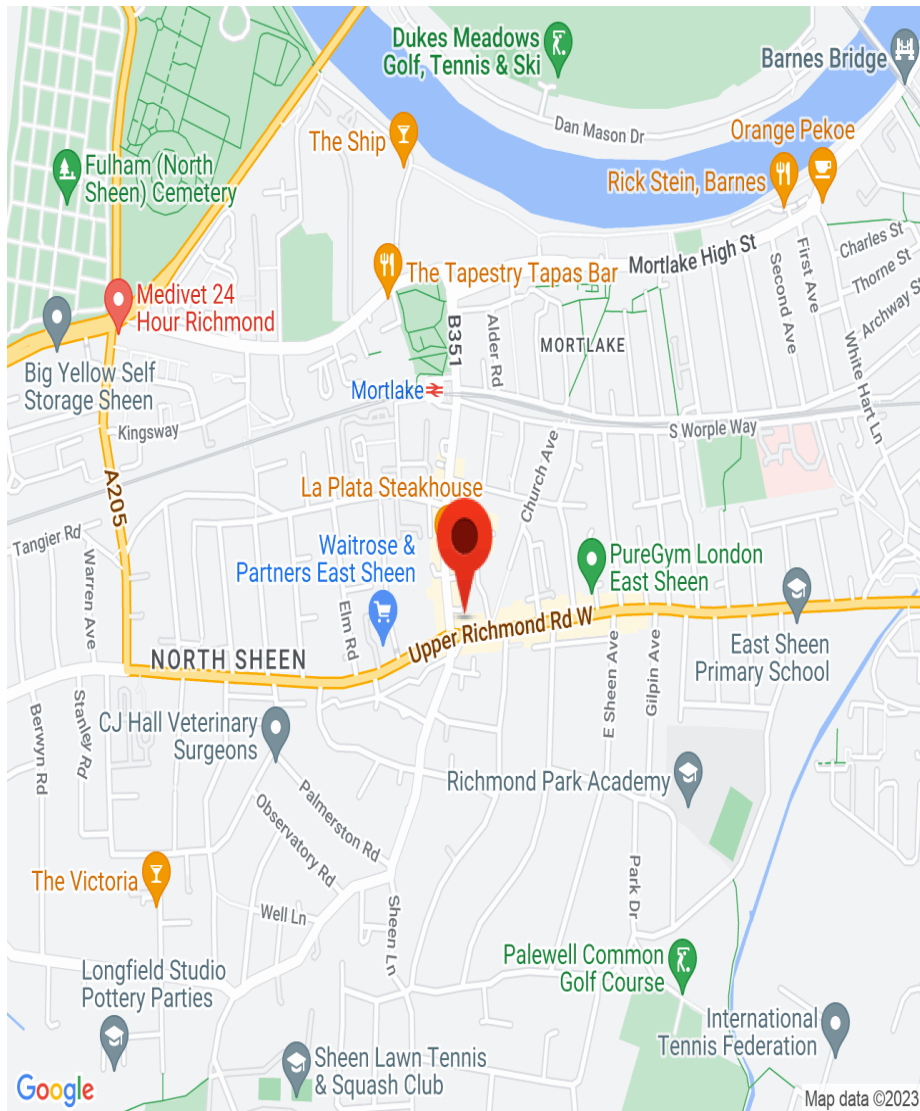 Dukes Meadows
Golf, Tennis & Ski
Barnes Bridge
Dan Mason Dr
The Ship
Orange Pekoe
Fulham (North
Sheen) Cemetery
Rick Stein, Barnes
Mortlake High St
Charles St
First Ave
Second Ave
Thorne St
The Tapestry Tapas Bar
Archway S
Medivet 24
Hour Richmond
B351
Alder Rd
MORTLAKE
White Hart Ln
Big Yellow Self
Storage Sheen
Mortlake
Kingsway
S Worple Way
Church Ave
A205
La Plata Steakhouse
Tangier Rd
Waitrose &
Partners East Sheen
PureGym London
East Sheen
Warren Ave
Elm Rd
Upper Richmond Rd W
East Sheen
Primary School
NORTH SHEEN
E Sheen Ave
Gilpin Ave
Stanley Rd
Berwyn Rd
CJ Hall Veterinary
Surgeons
Richmond Park Academy
Palmerston Rd
Observatory Rd
The Victoria
Park Dr
Well Ln
Sheen Ln
Palewell Common
Golf Course
Longfield Studio
Pottery Parties
International
Tennis Federation
Sheen Lawn Tennis
& Squash Club
Google
Map data ©2023